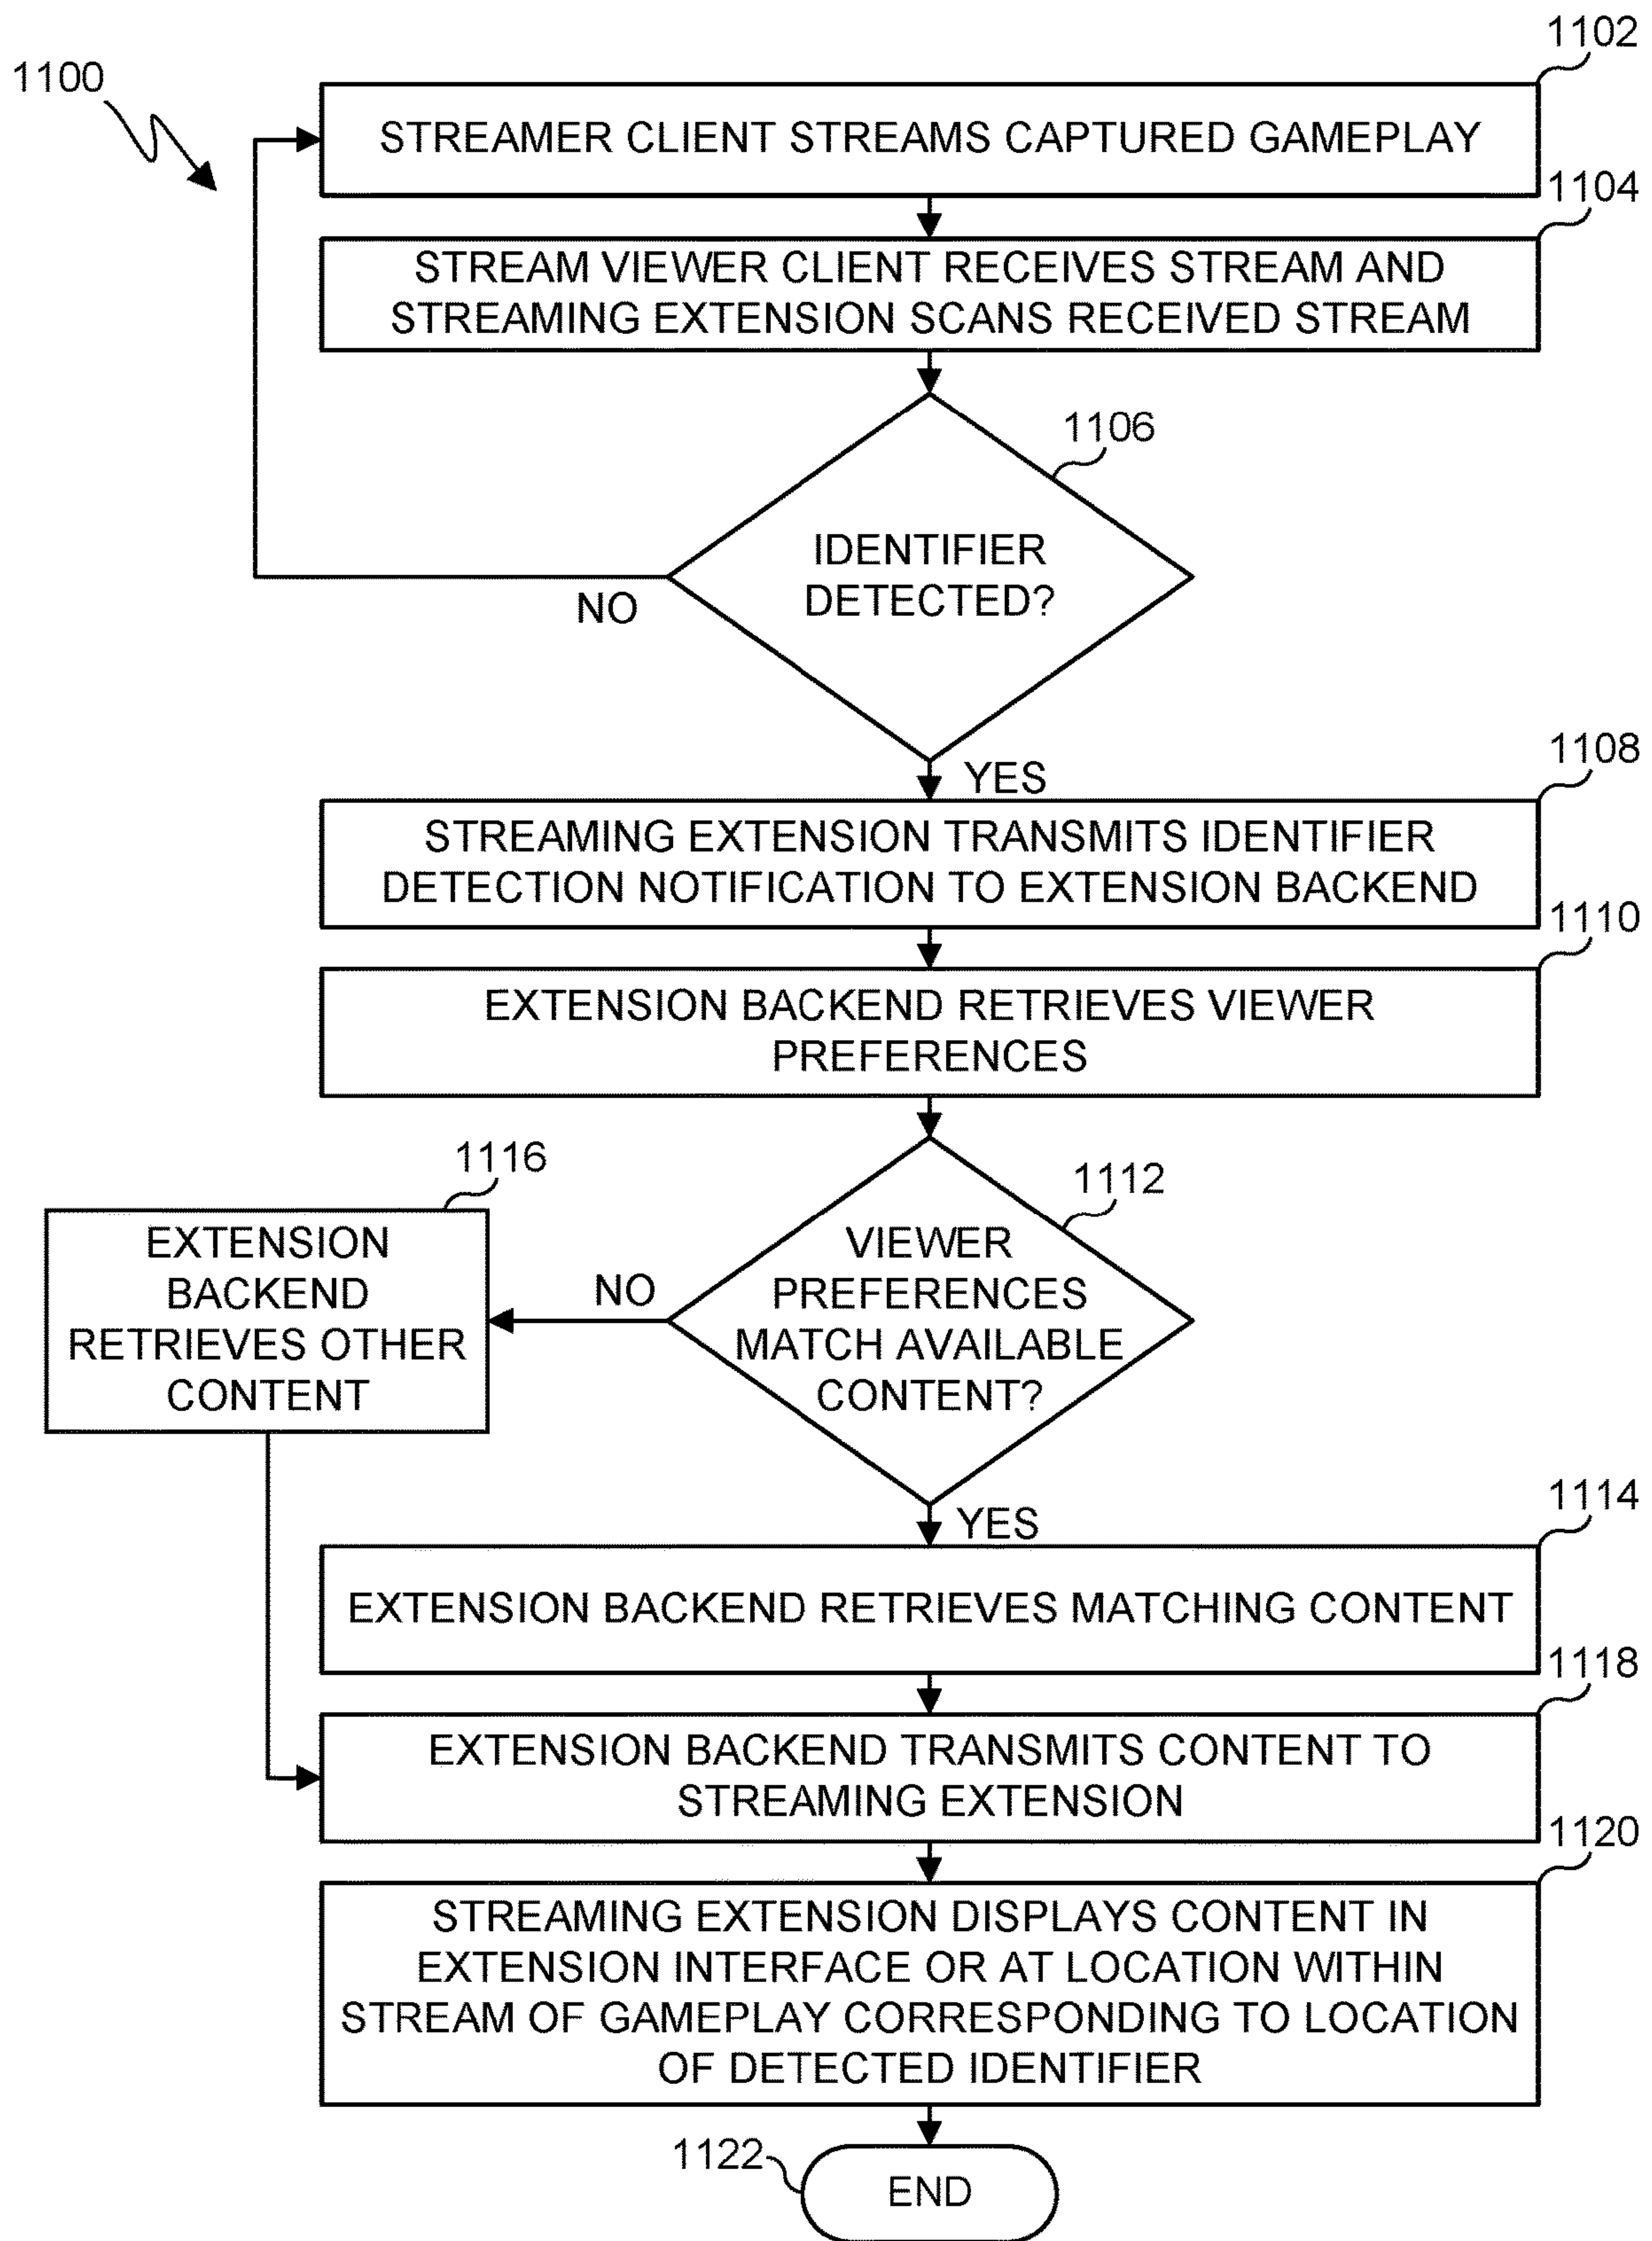 1100
1102
STREAMER CLIENT STREAMS CAPTURED GAMEPLAY
1104
STREAM VIEWER CLIENT RECEIVES STREAM AND
STREAMING EXTENSION SCANS RECEIVED STREAM
1106
IDENTIFIER
DETECTED?
NO
YES
1108
STREAMING EXTENSION TRANSMITS IDENTIFIER
DETECTION NOTIFICATION TO EXTENSION BACKEND
1110
EXTENSION BACKEND RETRIEVES VIEWER
PREFERENCES
1112
VIEWER
PREFERENCES
MATCH AVAILABLE
CONTENT?
NO
1116
EXTENSION
BACKEND
RETRIEVES OTHER
CONTENT
YES
1114
EXTENSION BACKEND RETRIEVES MATCHING CONTENT
1118
EXTENSION BACKEND TRANSMITS CONTENT TO
STREAMING EXTENSION
1120
STREAMING EXTENSION DISPLAYS CONTENT IN
EXTENSION INTERFACE OR AT LOCATION WITHIN
STREAM OF GAMEPLAY CORRESPONDING TO LOCATION
OF DETECTED IDENTIFIER
1122
END